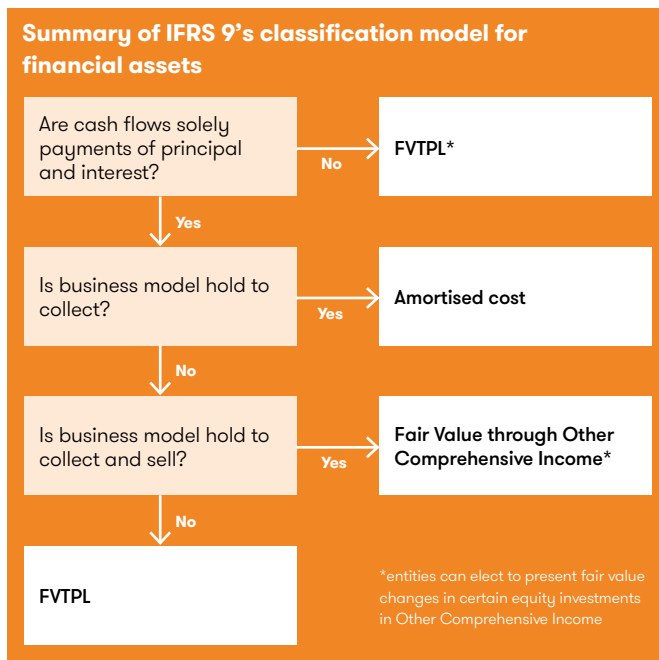 Summary of IFRS 9's classification model for
financial assets
Are cash flows solely
payments of principal
and interest?
No
FVTPL*
Yes
Is business model hold to
collect?
Yes
Amortised cost
No
Is business model hold to
collect and sell?
Yes
Fair Value through Other
Comprehensive Income*
No
FVTPL
*entities can elect to present fair value
changes in certain equity investments
in Other Comprehensive Income